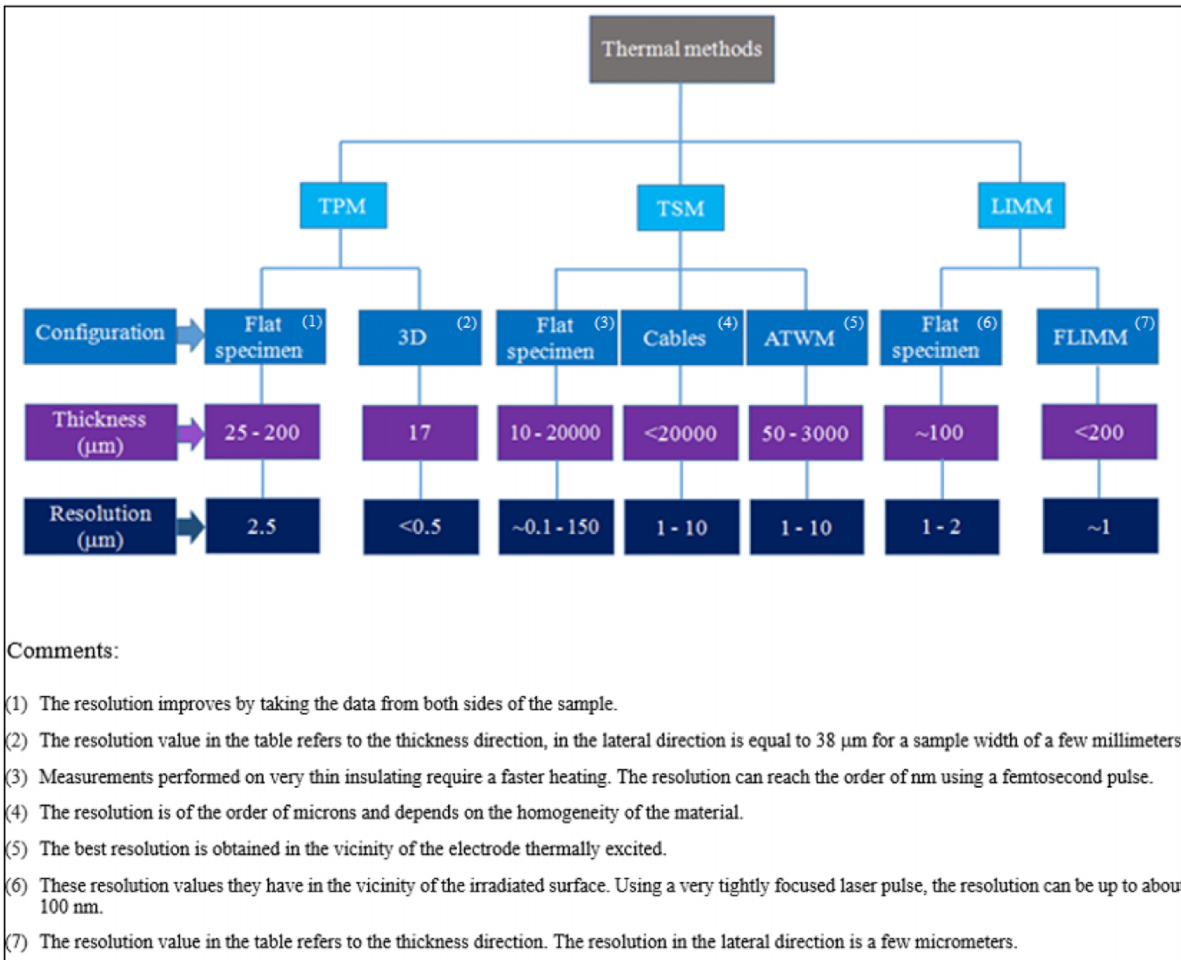 Thermal methods
TPM
TSM
LIMM
Configuration
Flat (1)
specimen
3D (2)
Flat (3)
specimen
Cables (4)
ATWM (5)
Flat (6)
specimen
FLIMM (7)
Thickness
(μm)
25 - 200
17
10 - 20000
<20000
50 - 3000
~100
<200
Resolution
(μm)
2.5
<0.5
~0.1 - 150
1 - 10
1 - 10
1 - 2
~1
Comments:
(1) The resolution improves by taking the data from both sides of the sample.
(2) The resolution value in the table refers to the thickness direction, in the lateral direction is equal to 38 μm for a sample width of a few millimeters
(3) Measurements performed on very thin insulating require a faster heating. The resolution can reach the order of nm using a femtosecond pulse.
(4) The resolution is of the order of microns and depends on the homogeneity of the material.
(5) The best resolution is obtained in the vicinity of the electrode thermally excited.
(6) These resolution values they have in the vicinity of the irradiated surface. Using a very tightly focused laser pulse, the resolution can be up to about
100 nm.
(7) The resolution value in the table refers to the thickness direction. The resolution in the lateral direction is a few micrometers.